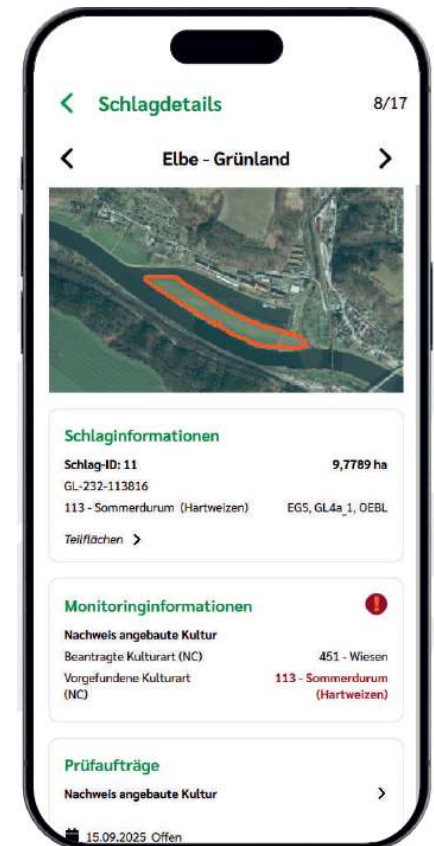 Schlagdetails 8/17
Elbe - Grünland
Schlaginformationen
Schlag-ID: 11 9,7789 ha
GL-232-113816
113 - Sommerdurum (Hartweizen) EGS, GL4a_1, OEBL
Teilflächen
Monitoringinformationen
Nachweis angebaute Kultur
Beantragte Kulturart (NC) 451 - Wiesen
Vorgefundene Kulturart 113 - Sommerdurum
(NC) (Hartweizen)
Prüfaufträge
Nachweis angebaute Kultur
15.09.2025 Offen